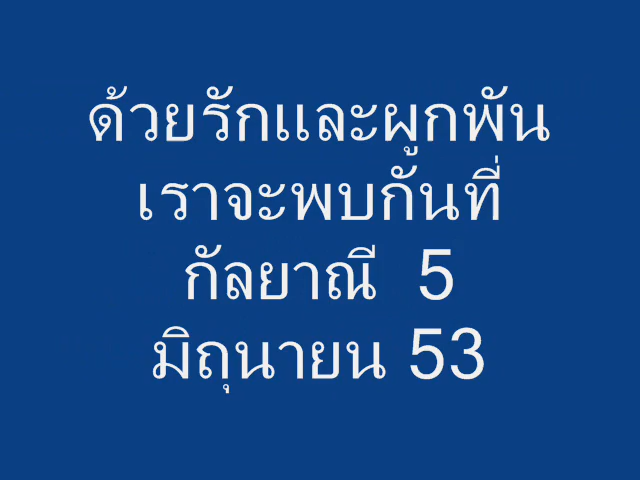 ด้วยรักและผูกพัน
เราจะพบกันที่
กัลยาณี 5
มิถุนายน 53